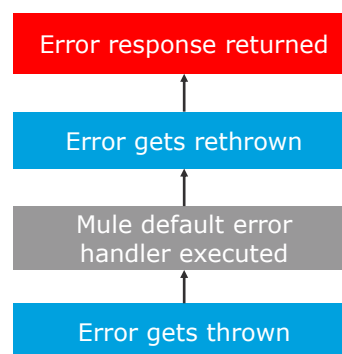 Error response returned
Error gets rethrown
Mule default error
handler executed
Error gets thrown